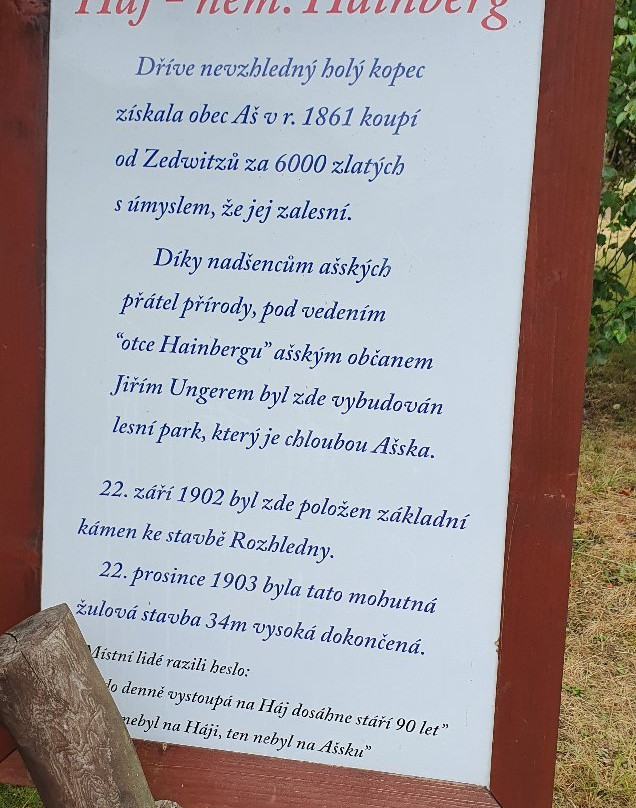 Háj - něm. Hainberg
Dříve nevzhledný holý kopec
získala obec Aš v r. 1861 koupí
od Zedwitzů za 6000 zlatých
s úmyslem, že jej zalesní.
Díky nadšencům ašských
přátel přírody, pod vedením
“otce Hainbergu” ašským občanem
Jiřím Ungerem byl zde vybudován
lesní park, který je chloubou Ašska.
22. září 1902 byl zde položen základní
kámen ke stavbě Rozhledny.
22. prosince 1903 byla tato mohutná
žulová stavba 34m vysoká dokončená.
Místní lidé razili heslo:
denně vystoupá na Háj dosáhne stáří 90 let”
nebyl na Háji, ten nebyl na Ašsku”